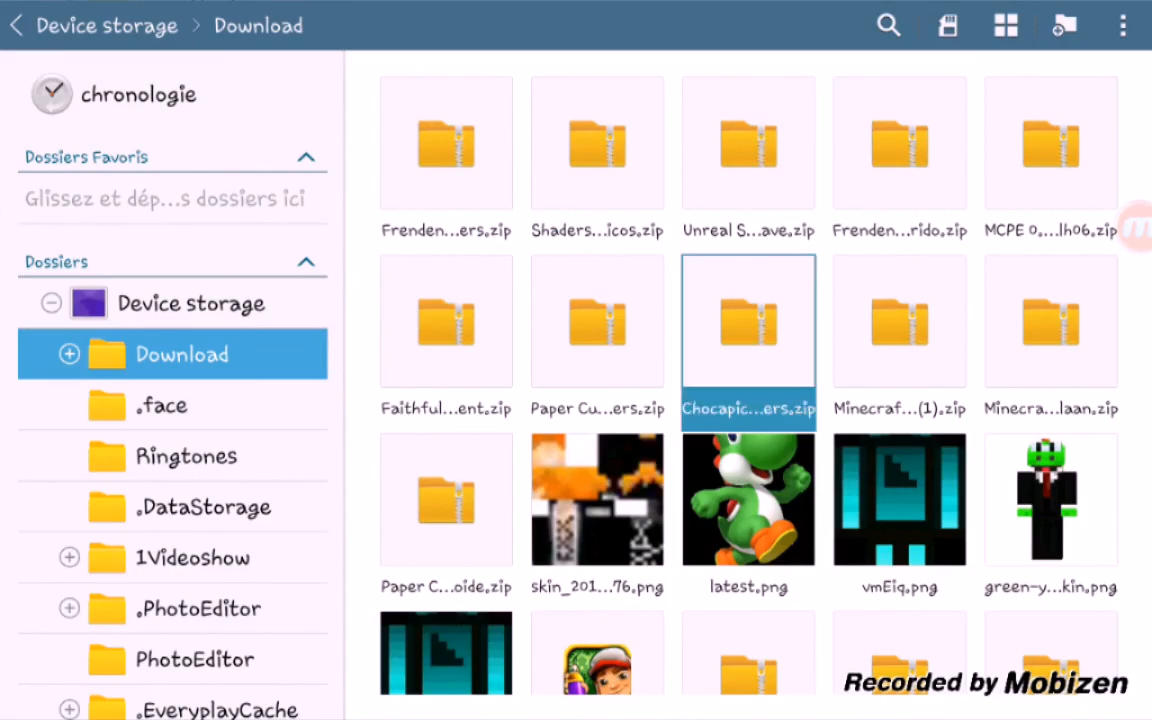 Device storage > Download
chronologie
Dossiers Favoris
Glissez et dép...s dossiers ici
Dossiers
Device storage
Download
.face
Ringtones
.DataStorage
1Videoshow
.PhotoEditor
PhotoEditor
.EveryplayCache
Frenden...ers.zip
Shaders...icos.zip
Unreal S...ave.zip
Frenden...rido.zip
MCPE 0....lh06.zip
Faithful...ent.zip
Paper Cu...ers.zip
Chocapic...ers.zip
Minecraf...(1).zip
Minecra...laan.zip
Paper C...oide.zip
skin_201...76.png
latest.png
vmEiq.png
green-y...kin.png
Recorded by Mobizen